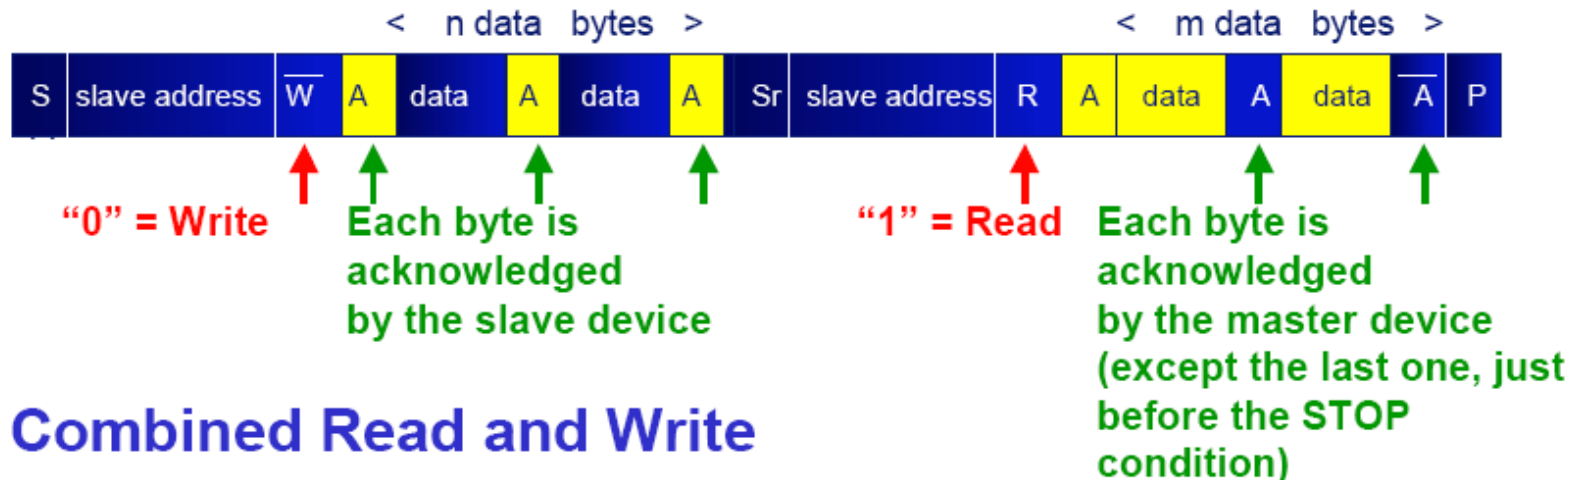 < n data bytes > < m data bytes >
S slave address W̅ A data A data A Sr slave address R A data A data A̅ P
“0” = Write
Each byte is
acknowledged
by the slave device
“1” = Read
Each byte is
acknowledged
by the master device
(except the last one, just
before the STOP
condition)
Combined Read and Write